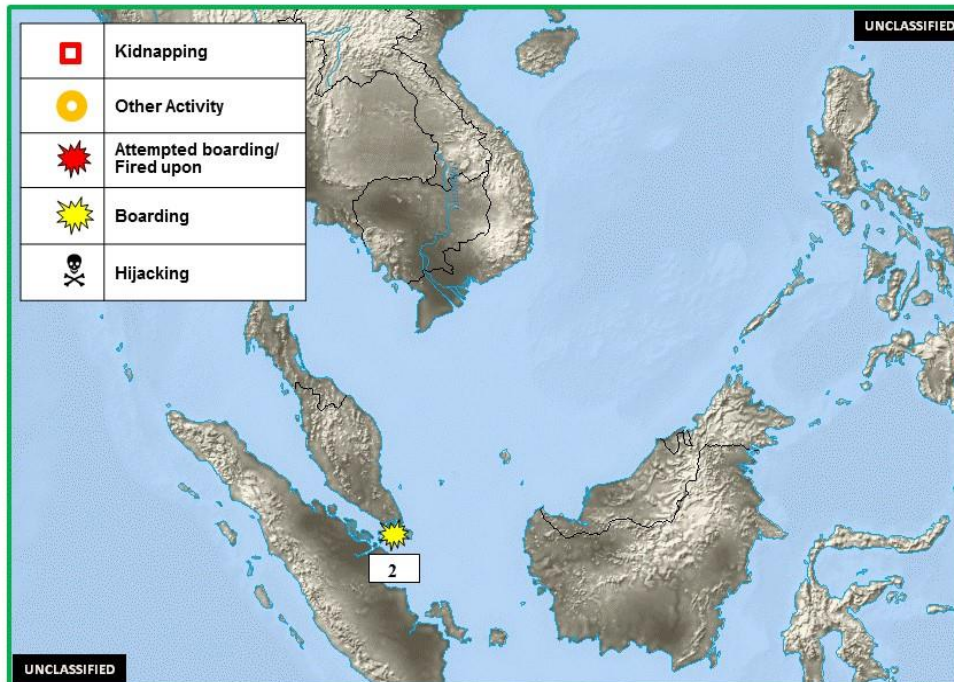 UNCLASSIFIED
Kidnapping
Other Activity
Attempted boarding/
Fired upon
Boarding
Hijacking
2
UNCLASSIFIED